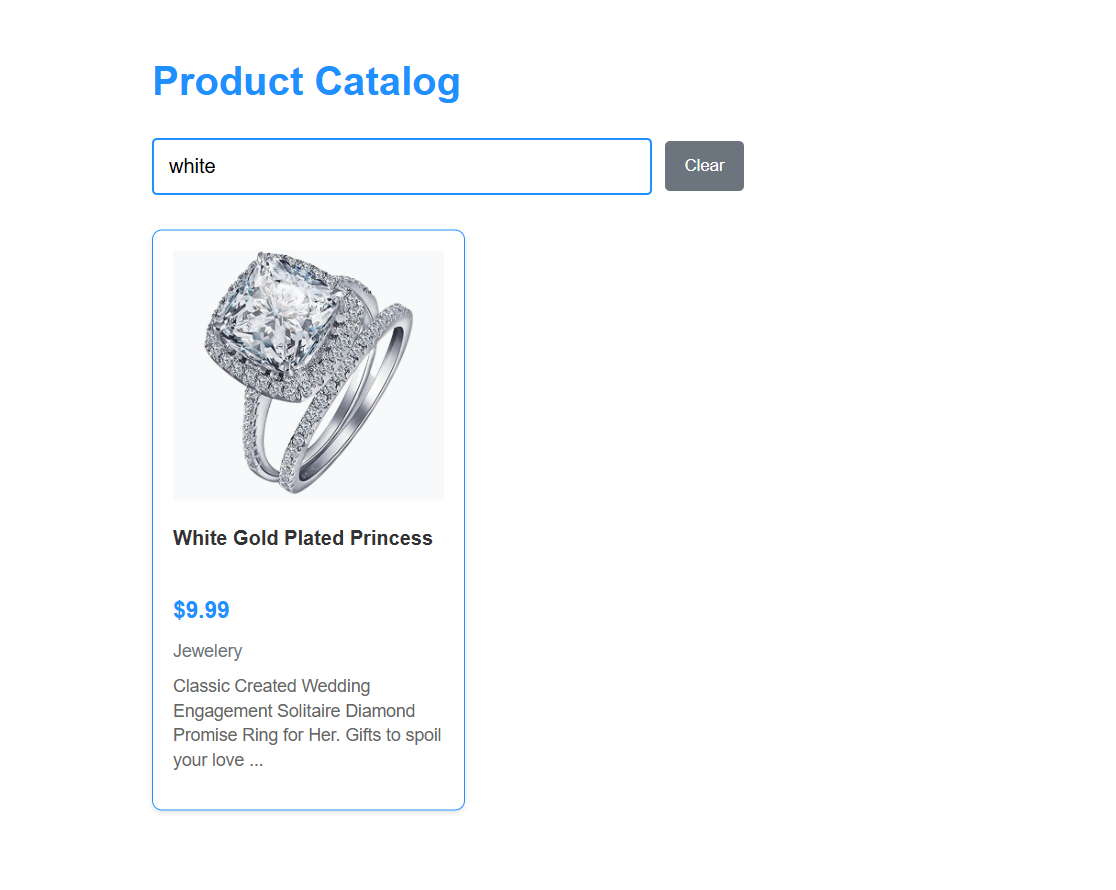 Product Catalog
white
Clear
White Gold Plated Princess
$9.99
Jewelery
Classic Created Wedding
Engagement Solitaire Diamond
Promise Ring for Her. Gifts to spoil
your love ...